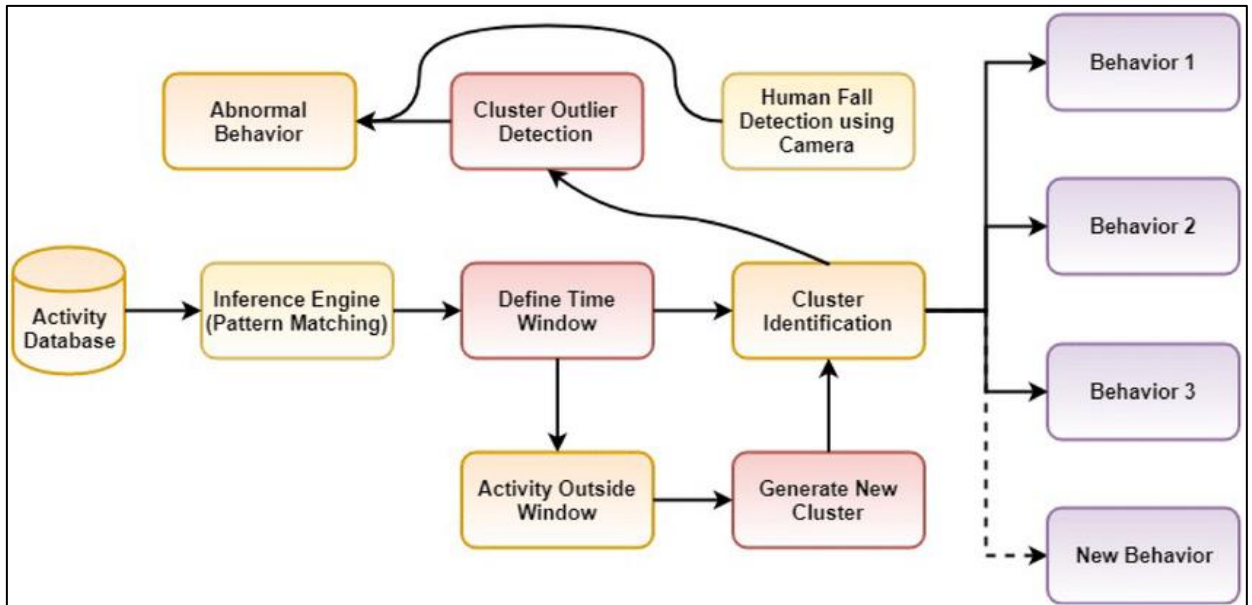 Abnormal
Behavior
Cluster Outlier
Detection
Human Fall
Detection using
Camera
Behavior 1
Behavior 2
Activity
Database
Inference Engine
(Pattern Matching)
Define Time
Window
Cluster
Identification
Behavior 3
Activity Outside
Window
Generate New
Cluster
New Behavior